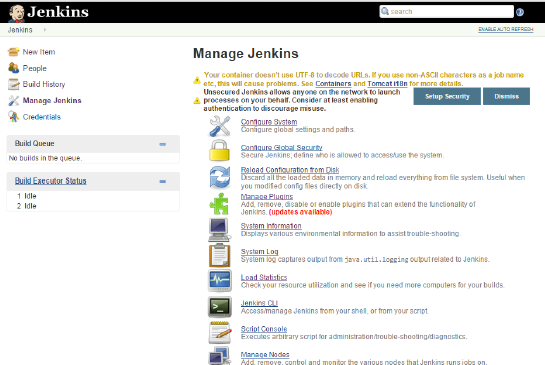 Jenkins
search
Jenkins
ENABLE AUTO REFRESH
New Item
People
Build History
Manage Jenkins
Credentials
Build Queue
No builds in the queue.
Build Executor Status
1 Idle
2 Idle
Manage Jenkins
Your container doesn't use UTF-8 to decode URLs. If you use non-ASCII characters as a job name
etc, this will cause problems. See Containers and Tomcat i18n for more details.
Unsecured Jenkins allows anyone on the network to launch
processes on your behalf. Consider at least enabling
authentication to discourage misuse.
Setup Security
Dismiss
Configure System
Configure global settings and paths.
Configure Global Security
Secure Jenkins; define who is allowed to access/use the system.
Reload Configuration from Disk
Discard all the loaded data in memory and reload everything from file system. Useful when
you modified config files directly on disk.
Manage Plugins
Add, remove, disable or enable plugins that can extend the functionality of
Jenkins. (updates available)
System Information
Displays various environmental information to assist trouble-shooting.
System Log
System log captures output from java.util.logging output related to Jenkins.
Load Statistics
Check your resource utilization and see if you need more computers for your builds.
Jenkins CLI
Access/manage Jenkins from your shell, or from your script.
Script Console
Executes arbitrary script for administration/trouble-shooting/diagnostics.
Manage Nodes
Add, remove, control and monitor the various nodes that Jenkins runs jobs on.